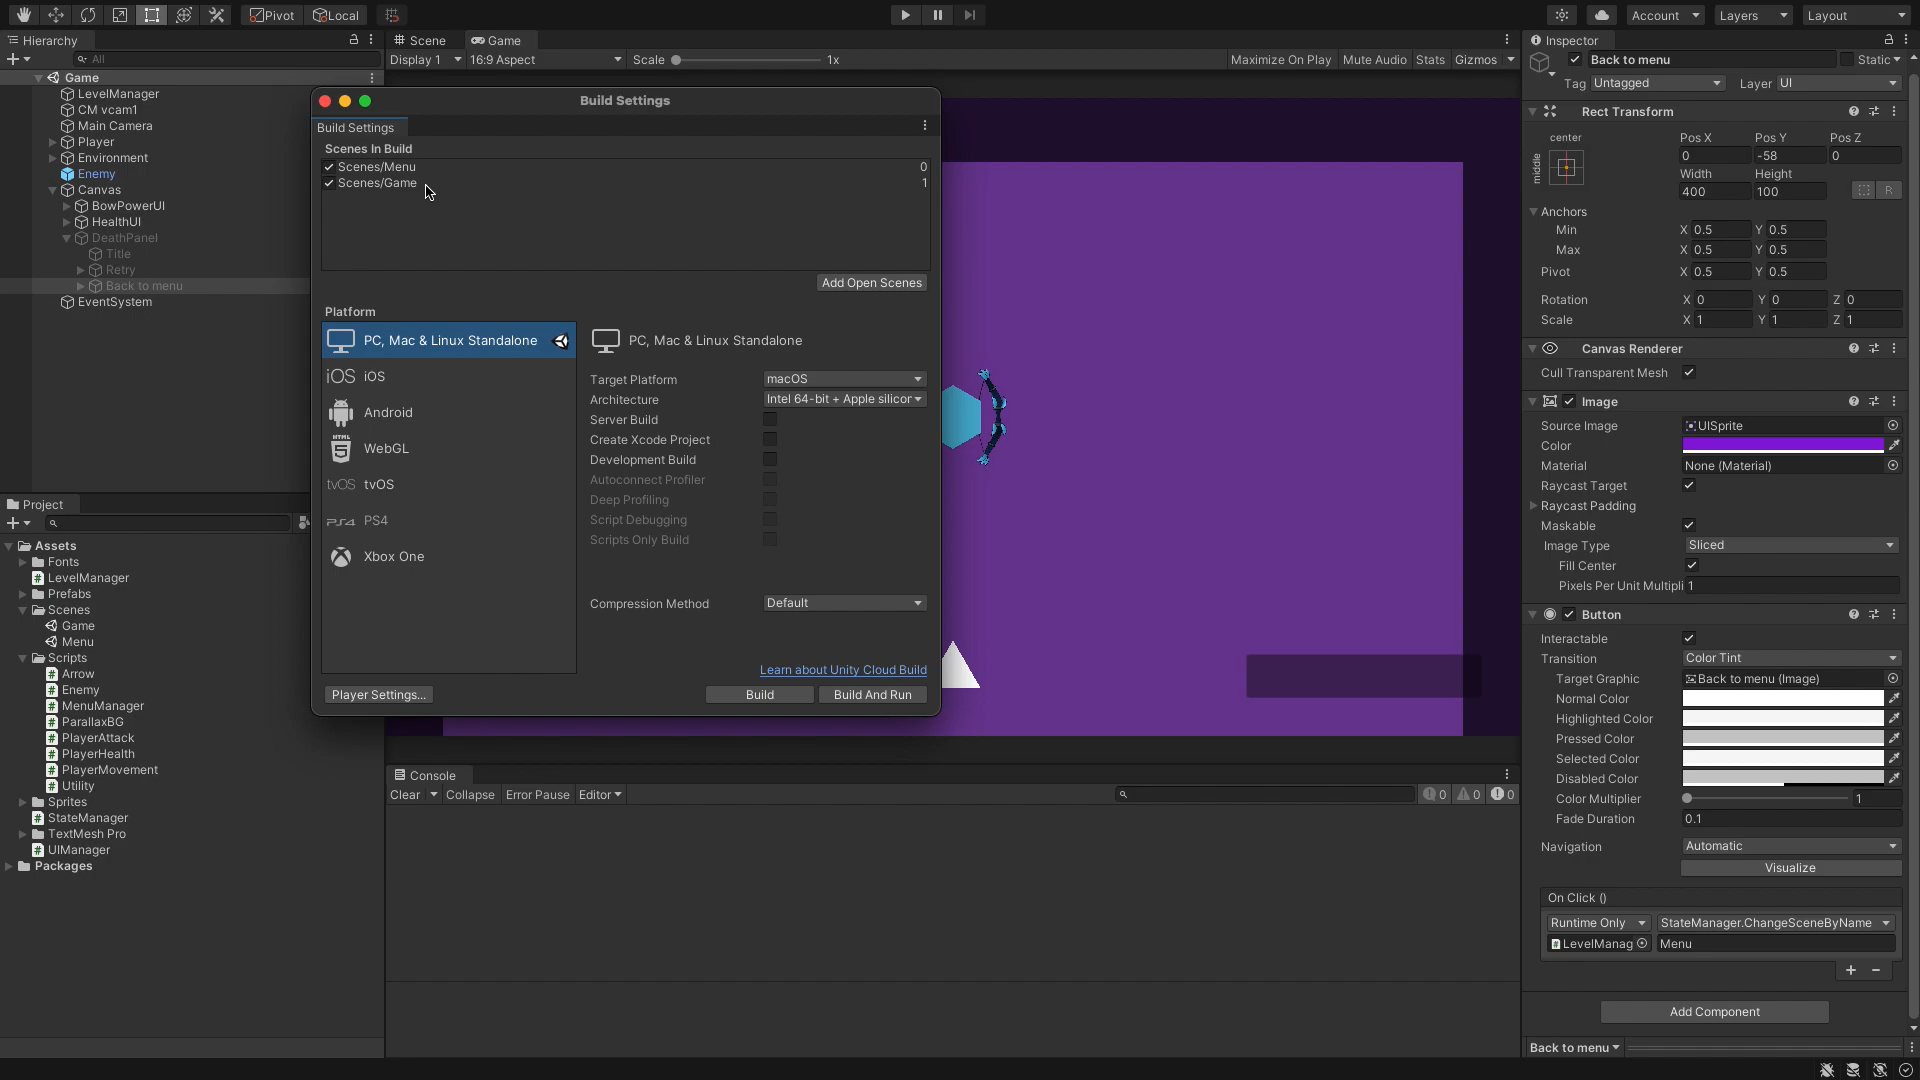 Pivot
Local
Account
Layers
Layout
Hierarchy
All
Game
LevelManager
CM vcam1
Main Camera
Player
Environment
Enemy
Canvas
BowPowerUI
HealthUI
DeathPanel
Title
Retry
Back to menu
EventSystem
Project
Assets
Fonts
LevelManager
Prefabs
Scenes
Game
Menu
Scripts
Arrow
Enemy
MenuManager
ParallaxBG
PlayerAttack
PlayerHealth
PlayerMovement
Utility
Sprites
StateManager
TextMesh Pro
UIManager
Packages
Scene
Game
Display 1
16:9 Aspect
Scale
1x
Maximize On Play
Mute Audio
Stats
Gizmos
Build Settings
Build Settings
Scenes In Build
Scenes/Menu 0
Scenes/Game 1
Add Open Scenes
Platform
PC, Mac & Linux Standalone
iOS iOS
Android
HTML 5 WebGL
tvOS tvOS
PS4
Xbox One
PC, Mac & Linux Standalone
Target Platform macOS
Architecture Intel 64-bit + Apple silicor
Server Build
Create Xcode Project
Development Build
Autoconnect Profiler
Deep Profiling
Script Debugging
Scripts Only Build
Compression Method Default
Learn about Unity Cloud Build
Player Settings...
Build
Build And Run
Console
Clear
Collapse
Error Pause
Editor
0
0
0
Inspector
Back to menu
Static
Tag Untagged
Layer UI
Rect Transform
center
middle
Pos X Pos Y Pos Z
0 -58 0
Width Height
400 100
R
Anchors
Min X 0.5 Y 0.5
Max X 0.5 Y 0.5
Pivot X 0.5 Y 0.5
Rotation X 0 Y 0 Z 0
Scale X 1 Y 1 Z 1
Canvas Renderer
Cull Transparent Mesh
Image
Source Image UISprite
Color
Material None (Material)
Raycast Target
Raycast Padding
Maskable
Image Type Sliced
Fill Center
Pixels Per Unit Multipli 1
Button
Interactable
Transition Color Tint
Target Graphic Back to menu (Image)
Normal Color
Highlighted Color
Pressed Color
Selected Color
Disabled Color
Color Multiplier 1
Fade Duration 0.1
Navigation Automatic
Visualize
On Click ()
Runtime Only StateManager.ChangeSceneByName
LevelManag Menu
+ −
Add Component
Back to menu